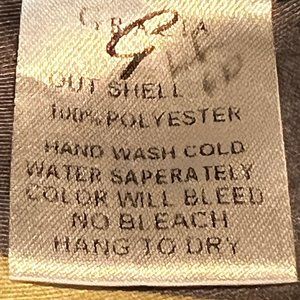 OUT SHELL
100% POLYESTER
HAND WASH COLD
WATER SAPERATELY
COLOR WILL BLEED
NO BLEACH
HANG TO DRY